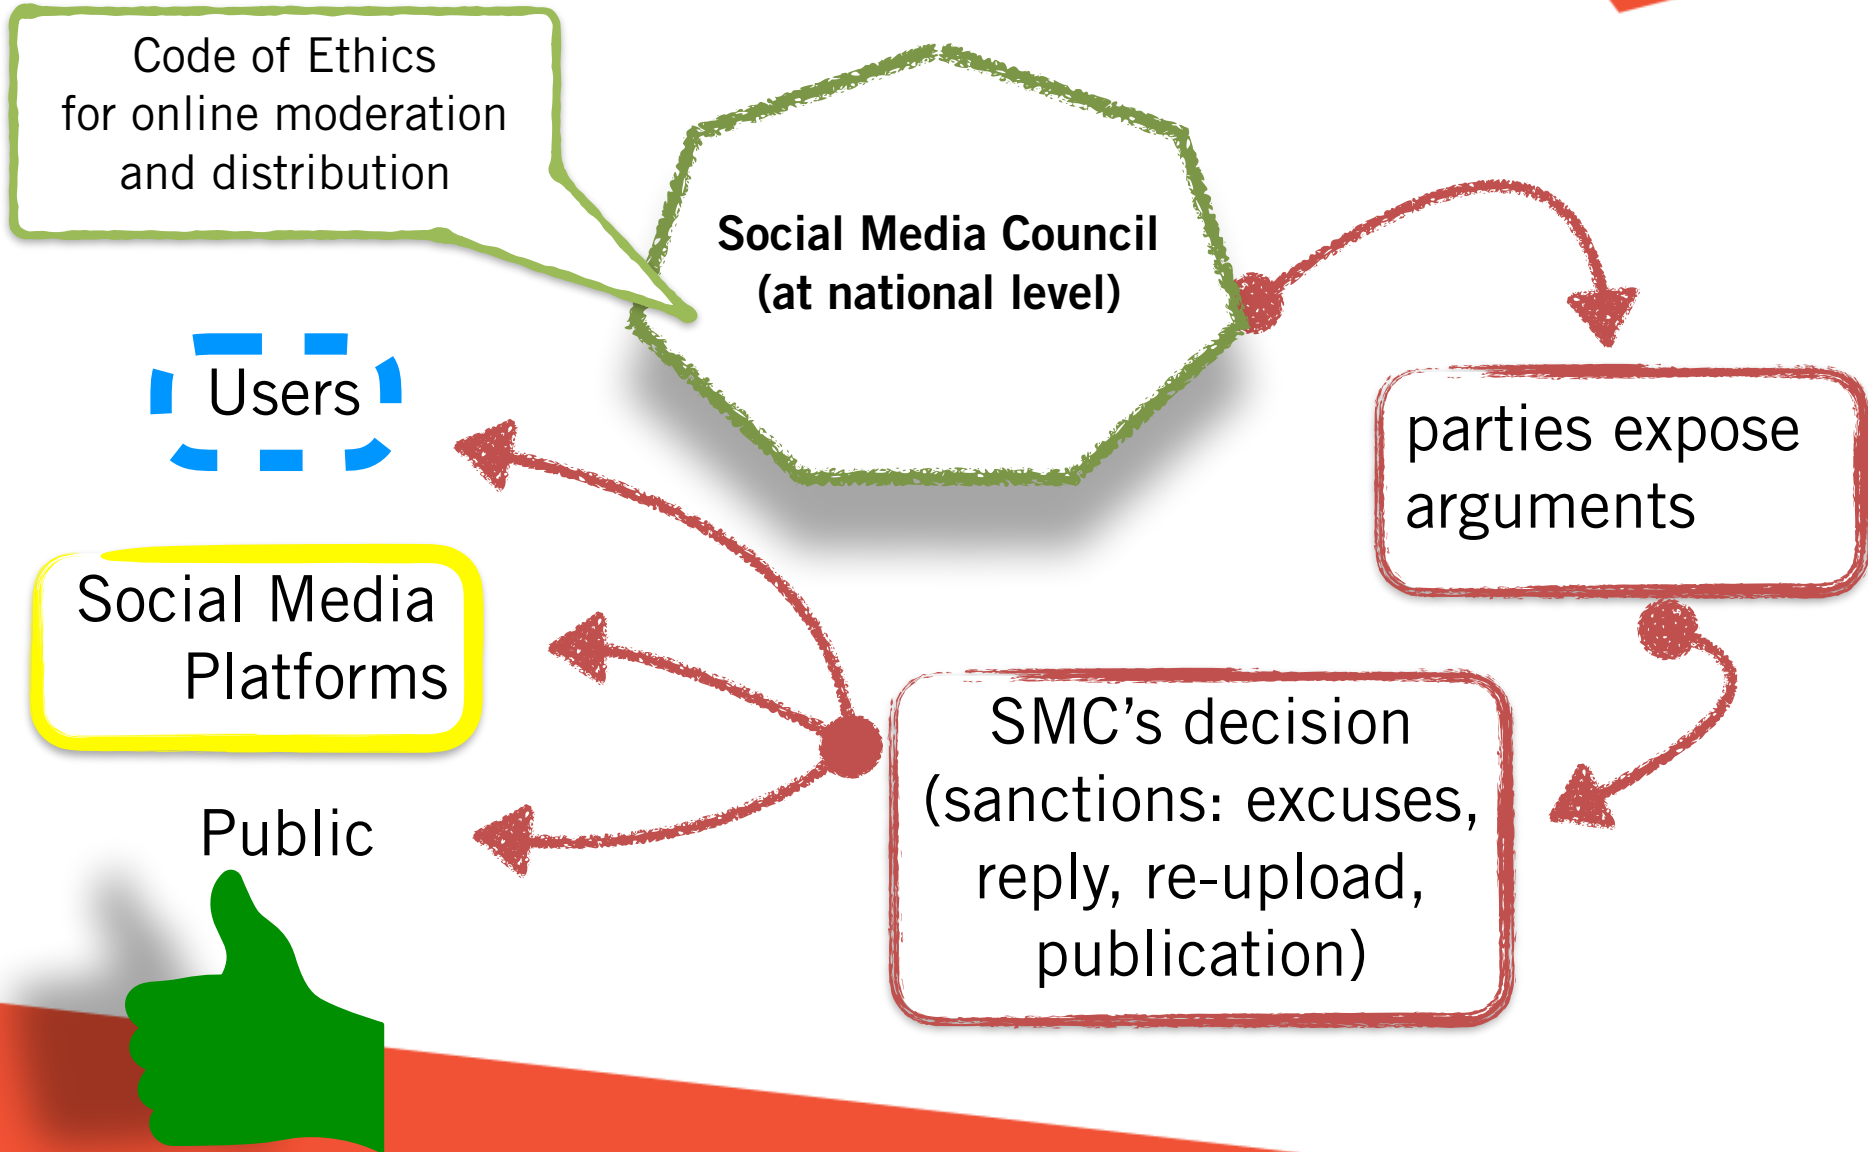 Code of Ethics
for online moderation
and distribution
Social Media Council
(at national level)
Users
parties expose
arguments
Social Media
Platforms
SMC’s decision
(sanctions: excuses,
reply, re-upload,
publication)
Public